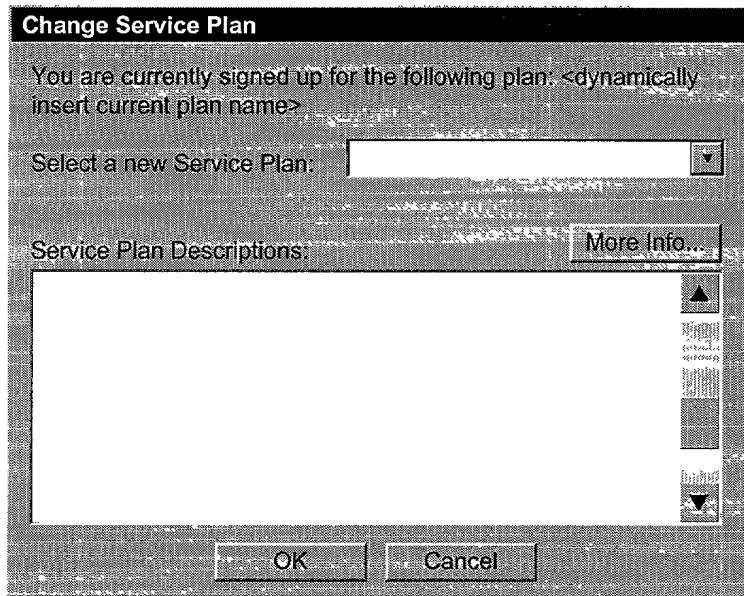 Change Service Plan
You are currently signed up for the following plan: <dynamically
insert current plan name>
Select a new Service Plan:
More Info...
Service Plan Descriptions:
OK
Cancel